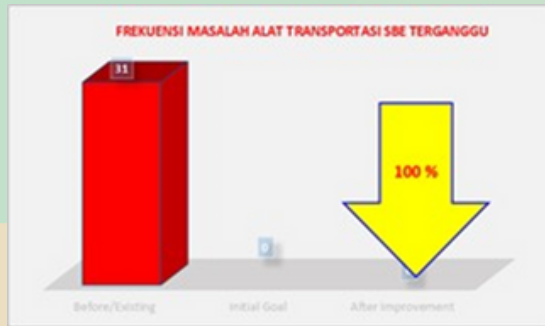 FREKUENSI MASALAH ALAT TRANSPORTASI SBE TERGANGGU
31
100 %
0
Before/Existing
Initial Goal
After Improvement